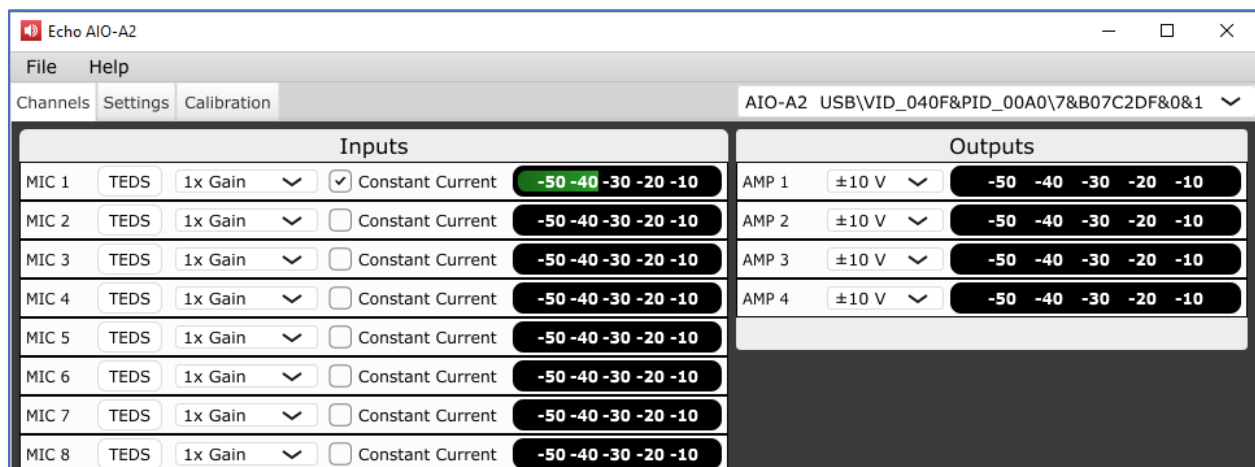 Echo AIO-A2
File Help
Channels Settings Calibration AIO-A2 USB\VID_040F&PID_00A0\7&B07C2DF&0&1
Inputs Outputs
MIC 1 TEDS 1x Gain Constant Current -50 -40 -30 -20 -10 AMP 1 ±10 V -50 -40 -30 -20 -10
MIC 2 TEDS 1x Gain Constant Current -50 -40 -30 -20 -10 AMP 2 ±10 V -50 -40 -30 -20 -10
MIC 3 TEDS 1x Gain Constant Current -50 -40 -30 -20 -10 AMP 3 ±10 V -50 -40 -30 -20 -10
MIC 4 TEDS 1x Gain Constant Current -50 -40 -30 -20 -10 AMP 4 ±10 V -50 -40 -30 -20 -10
MIC 5 TEDS 1x Gain Constant Current -50 -40 -30 -20 -10
MIC 6 TEDS 1x Gain Constant Current -50 -40 -30 -20 -10
MIC 7 TEDS 1x Gain Constant Current -50 -40 -30 -20 -10
MIC 8 TEDS 1x Gain Constant Current -50 -40 -30 -20 -10